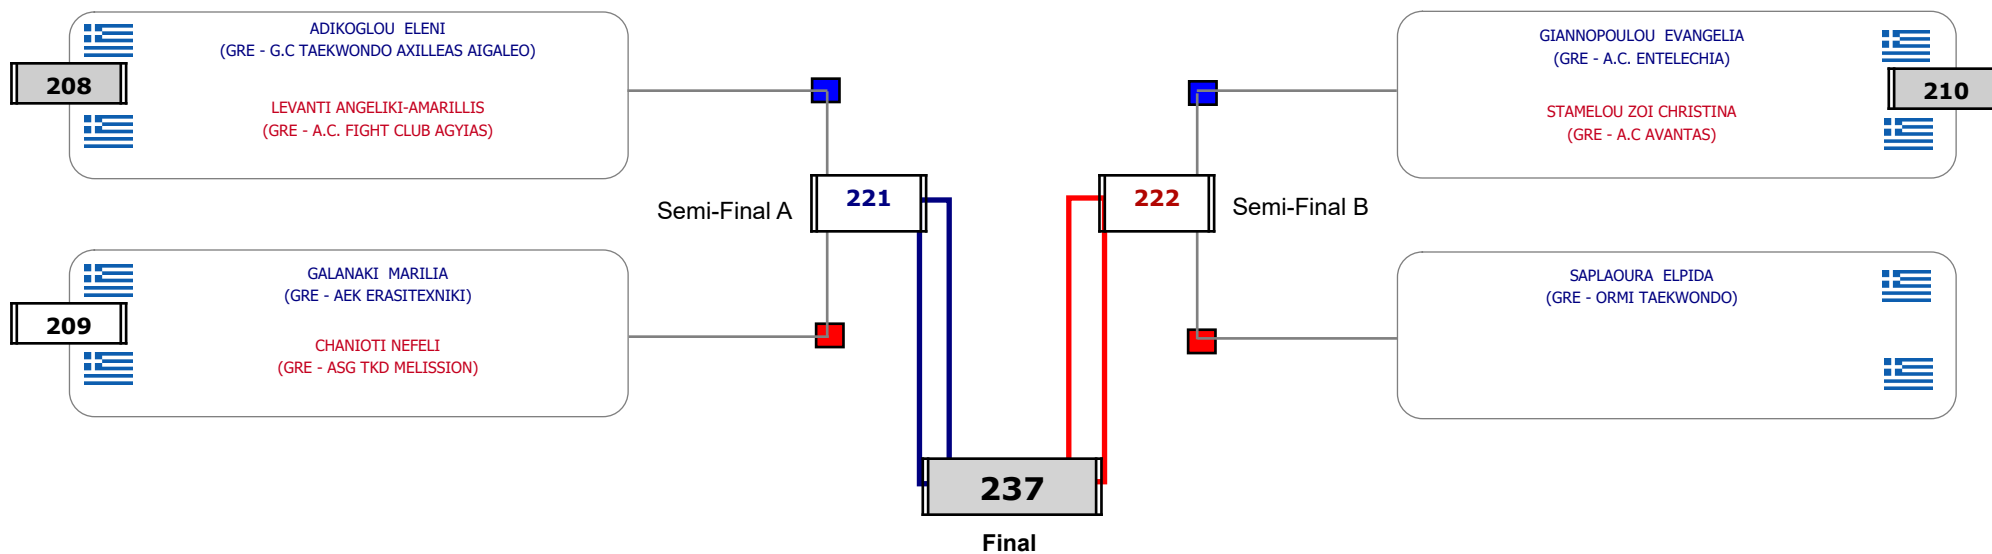 ADIKOGLOU ELENI
(GRE - G.C TAEKWONDO AXILLEAS AIGALEO)
208
LEVANTI ANGELIKI-AMARILLIS
(GRE - A.C. FIGHT CLUB AGYIAS)
GIANNOPOULOU EVANGELIA
(GRE - A.C. ENTELECHIA)
210
STAMELOU ZOI CHRISTINA
(GRE - A.C AVANTAS)
Semi-Final A
221
222
Semi-Final B
GALANAKI MARILIA
(GRE - AEK ERASITEXNIKI)
209
CHANIOTI NEFELI
(GRE - ASG TKD MELISSION)
SAPLAOURA ELPIDA
(GRE - ORMI TAEKWONDO)
237
Final